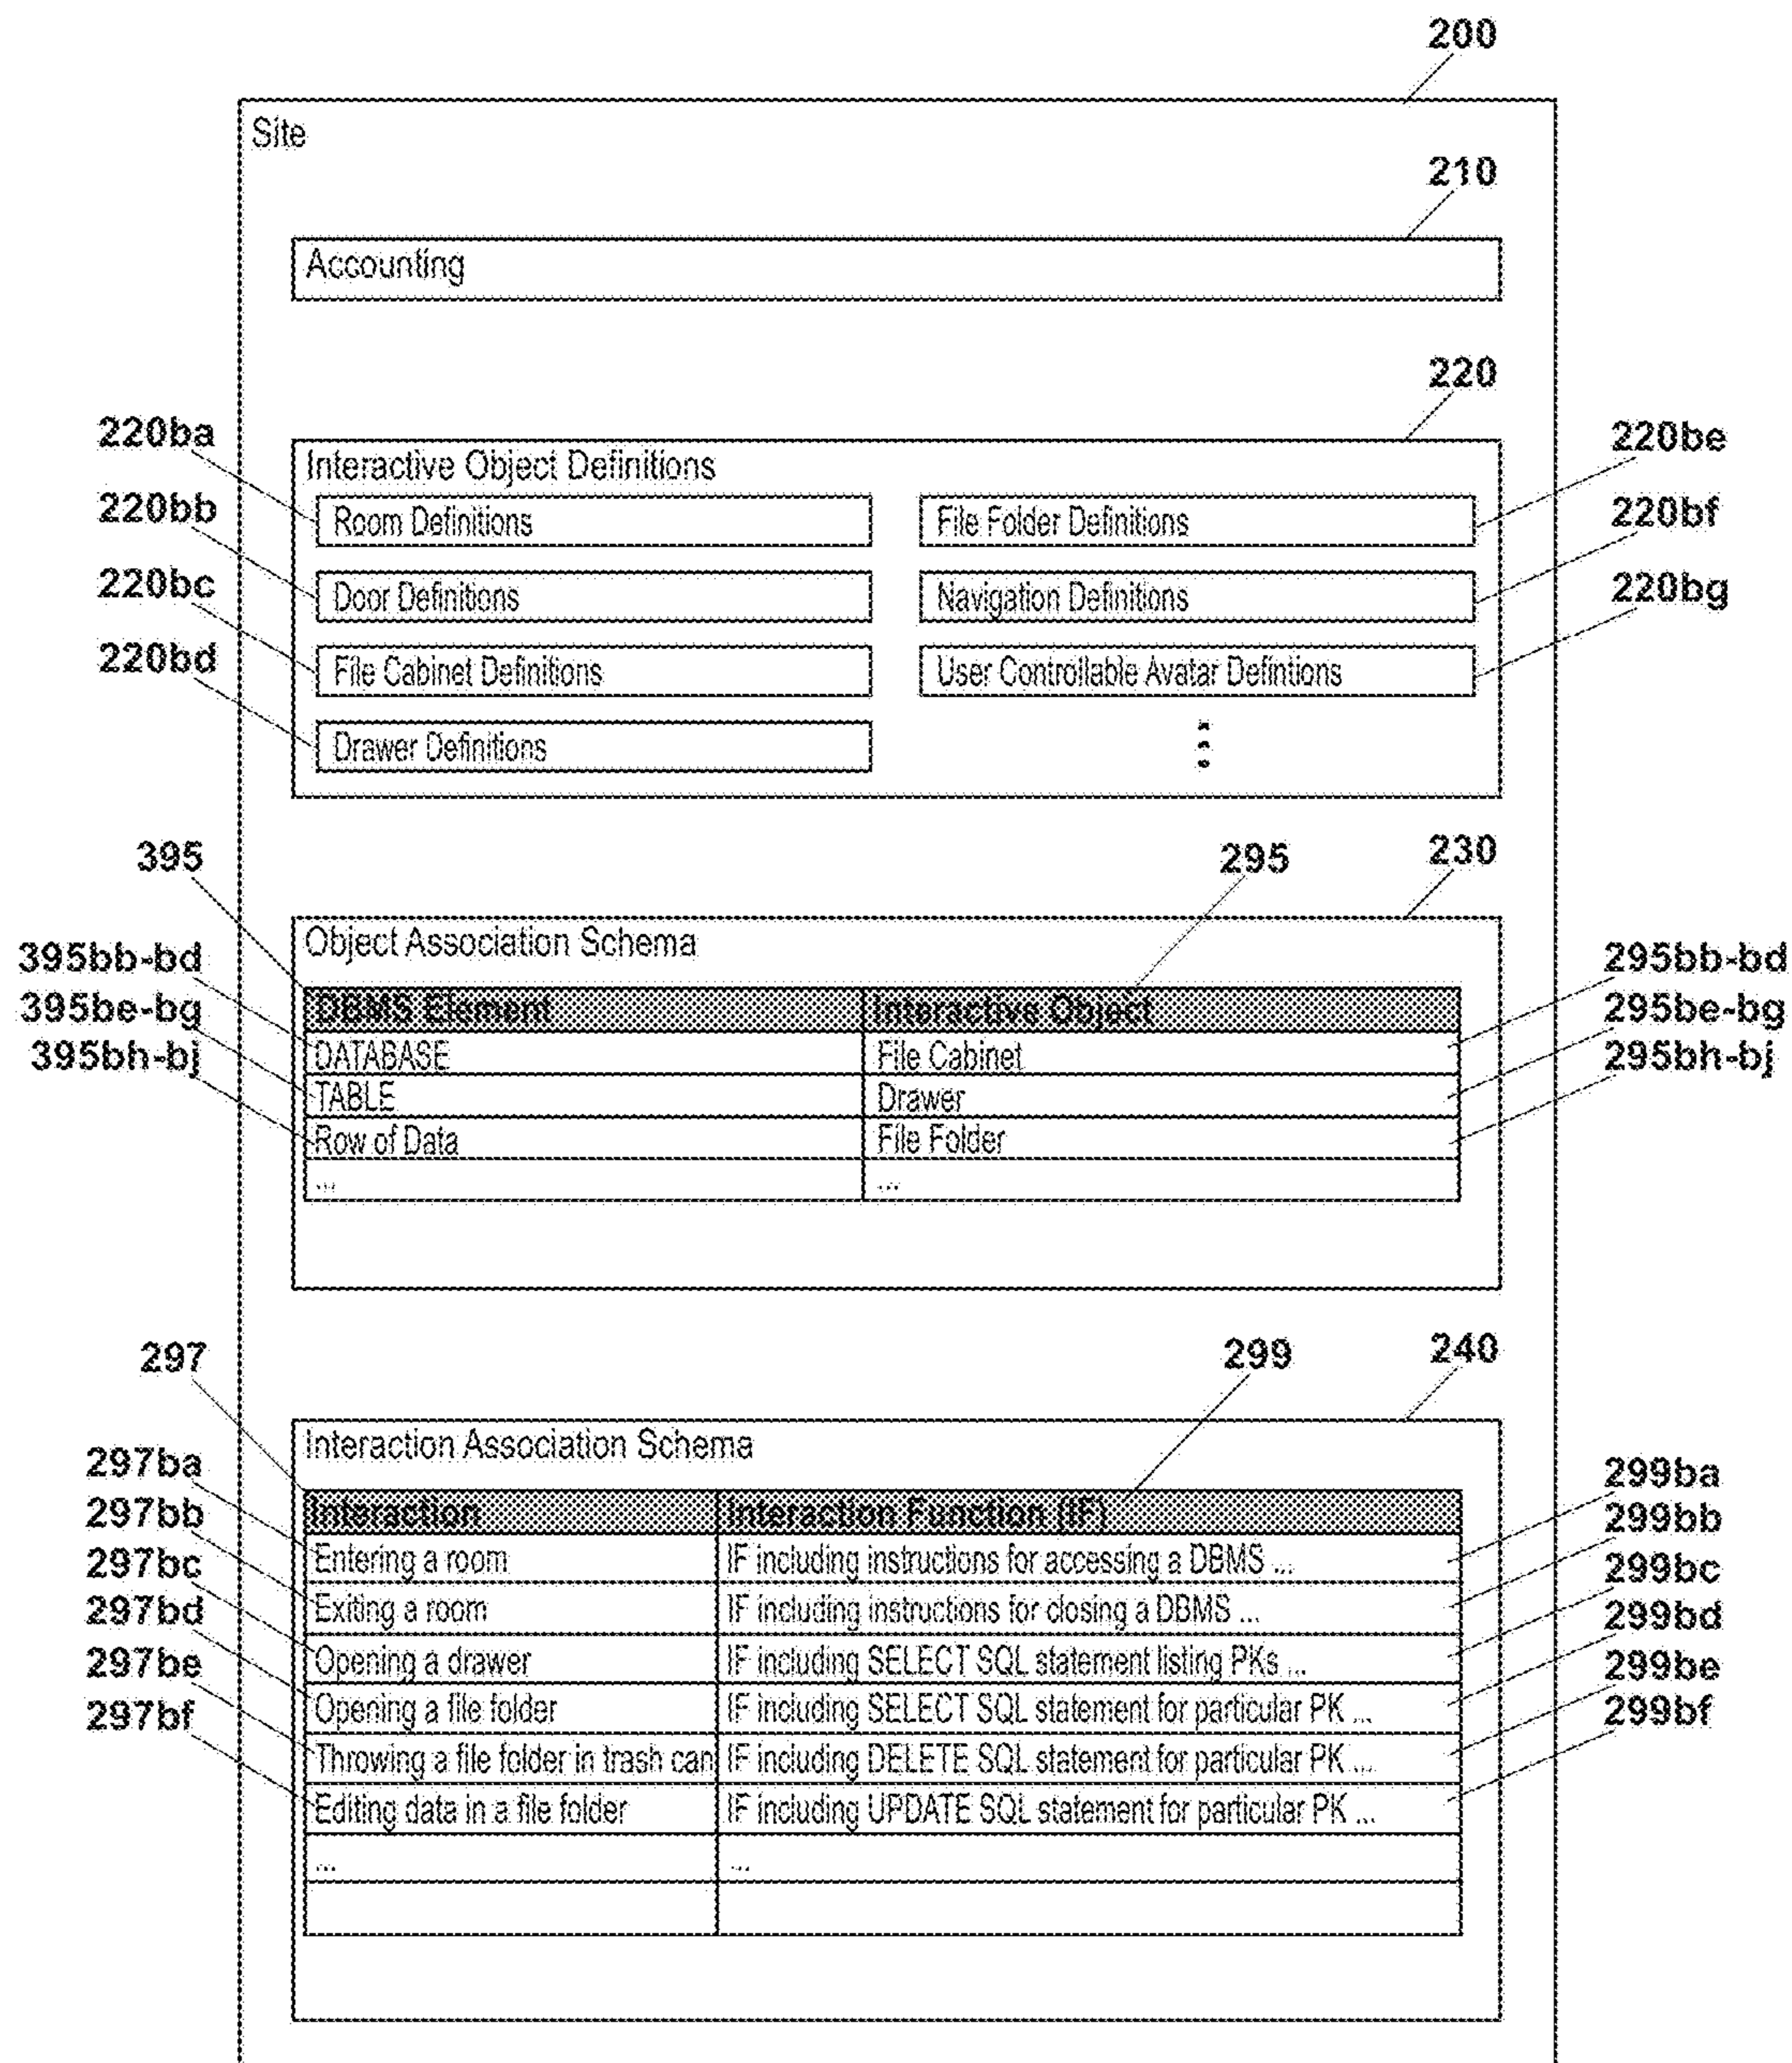 200
Site
210
Accounting
220
220ba
220be
Interactive Object Definitions
220bb
Room Definitions
File Folder Definitions
220bf
220bc
Door Definitions
Navigation Definitions
220bg
220bd
File Cabinet Definitions
User Controllable Avatar Defintions
Drawer Definitions
395
295
230
Object Association Schema
395bb-bd
295bb-bd
DBMS Element
Interactive Object
395be-bg
295be-bg
DATABASE
File Cabinet
395bh-bj
295bh-bj
TABLE
Drawer
Row of Data
File Folder
...
...
297
299
240
Interaction Association Schema
297ba
299ba
297bb
Interaction
Interaction Function (IF)
299bb
297bc
Entering a room
IF including instructions for accessing a DBMS ...
299bc
297bd
Exiting a room
IF including instructions for closing a DBMS ...
299bd
297be
Opening a drawer
IF including SELECT SQL statement listing PKs ...
299be
297bf
Opening a file folder
IF including SELECT SQL statement for particular PK ...
299bf
Throwing a file folder in trash can
IF including DELETE SQL statement for particular PK ...
Editing data in a file folder
IF including UPDATE SQL statement for particular PK ...
...
...